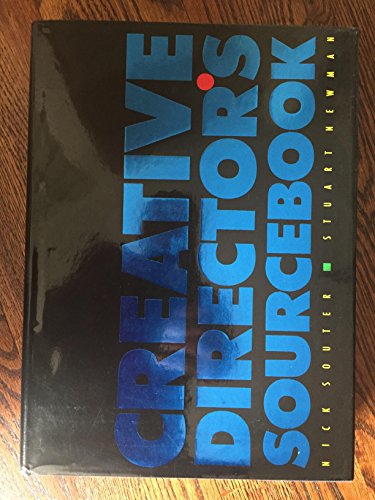 CREATIVE
DIRECTOR'S
SOURCEBOOK
NICK SOUTER ■ STUART NEWMAN